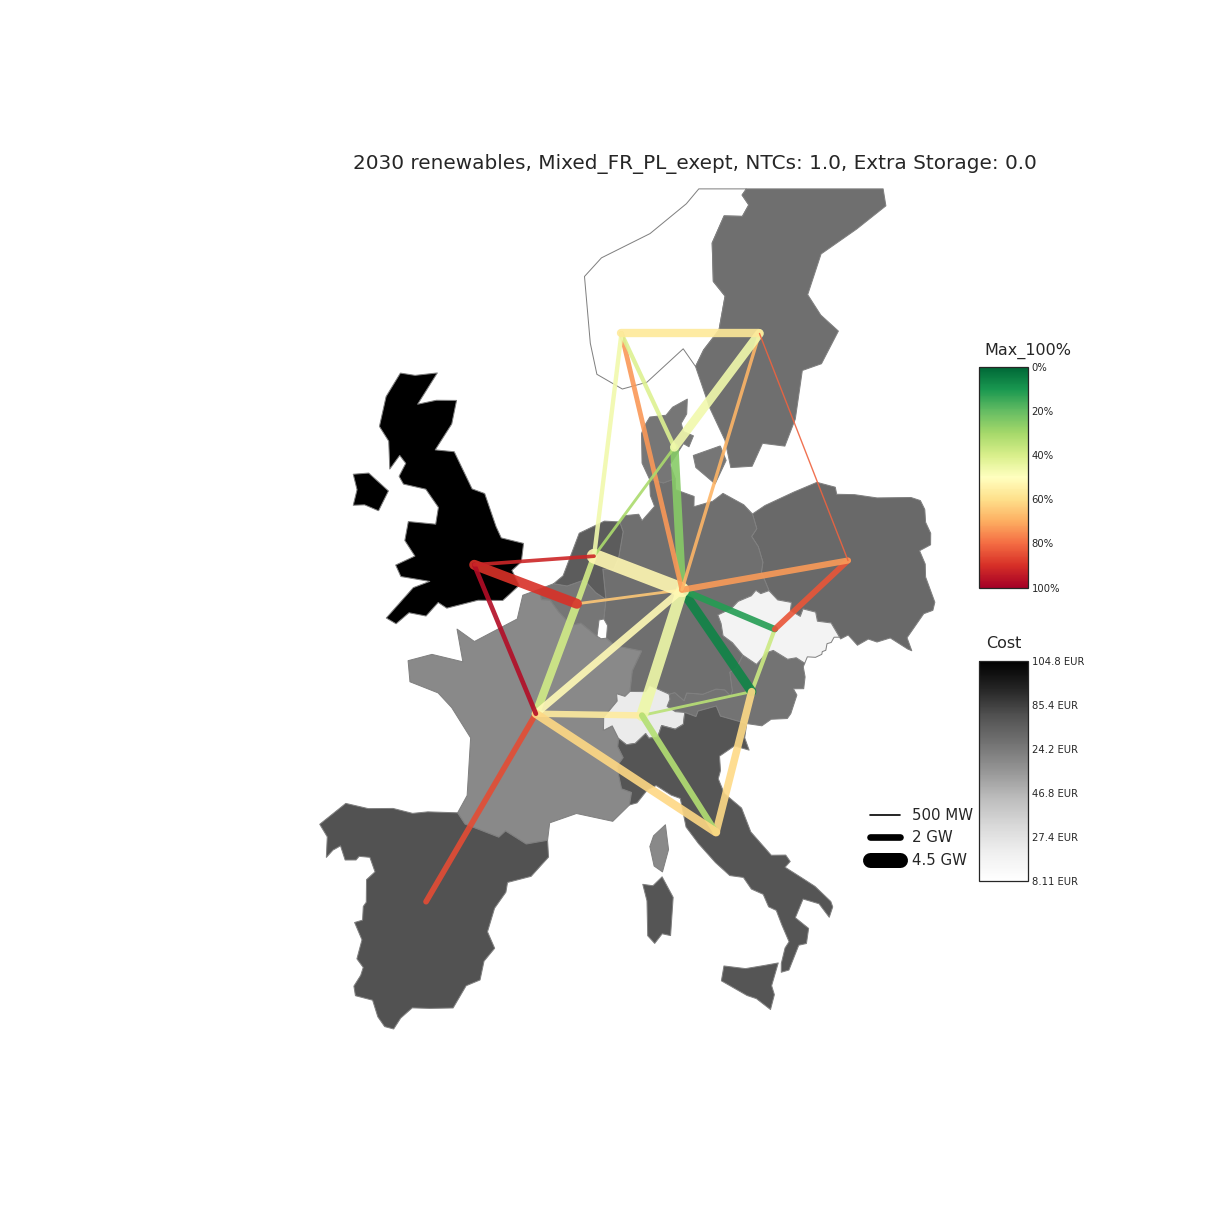 2030 renewables, Mixed_FR_PL_exept, NTCs: 1.0, Extra Storage: 0.0
Max_100%
0%
20%
40%
60%
80%
100%
Cost
104.8 EUR
85.4 EUR
24.2 EUR
46.8 EUR
27.4 EUR
8.11 EUR
500 MW
2 GW
4.5 GW